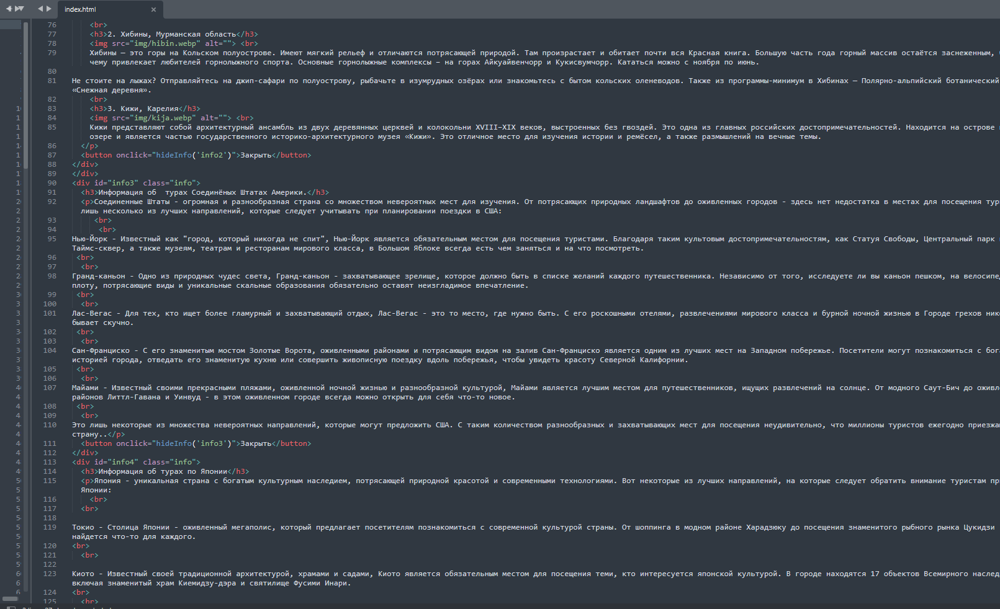 index.html ×
76 <br>
77 <h3>2. Хибины, Мурманская область</h3>
78 <img src="img/hibin.webp" alt=""> <br>
79 Хибины – это горы на Кольском полуострове. Имеют мягкий рельеф и отличаются потрясающей природой. Там произрастает и обитает почти вся Красная книга. Большую часть года горный массив остаётся заснеженным,
чему привлекает любителей горнолыжного спорта. Основные горнолыжные комплексы – на горах Айкуайвенчорр и Кукисвумчорр. Кататься можно с ноября по июнь.
80
81 Не стоите на лыжах? Отправляйтесь на джип-сафари по полуострову, рыбачьте в изумрудных озёрах или знакомьтесь с бытом кольских оленеводов. Также из программы-минимум в Хибинах – Полярно-альпийский ботанический
«Снежная деревня».
82 <br>
83 <h3>3. Кижи, Карелия</h3>
84 <img src="img/kija.webp" alt=""> <br>
85 Кижи представляют собой архитектурный ансамбль из двух деревянных церквей и колокольни XVIII–XIX веков, выстроенных без гвоздей. Это одна из главных российских достопримечательностей. Находится на острове
озере и является частью государственного историко-архитектурного музея «Кижи». Это отличное место для изучения истории и ремёсел, а также размышлений на вечные темы.
86 </p>
87 <button onclick="hideInfo('info2')">Закрыть</button>
88 </div>
89 </div>
90 <div id="info3" class="info">
91 <h3>Информация об  турах Соединёных Штатах Америки.</h3>
92 <p>Соединенные Штаты - огромная и разнообразная страна со множеством невероятных мест для изучения. От потрясающих природных ландшафтов до оживленных городов - здесь нет недостатка в местах для посещения тур
лишь несколько из лучших направлений, которые следует учитывать при планировании поездки в США:
93 <br>
94 <br>
95 Нью-Йорк - Известный как "город, который никогда не спит", Нью-Йорк является обязательным местом для посещения туристами. Благодаря таким культовым достопримечательностям, как Статуя Свободы, Центральный парк
Таймс-сквер, а также музеям, театрам и ресторанам мирового класса, в Большом Яблоке всегда есть чем заняться и на что посмотреть.
96 <br>
97 <br>
98 Гранд-каньон - Одно из природных чудес света, Гранд-каньон - захватывающее зрелище, которое должно быть в списке желаний каждого путешественника. Независимо от того, исследуете ли вы каньон пешком, на велосипе
плоту, потрясающие виды и уникальные скальные образования обязательно оставят неизгладимое впечатление.
99 <br>
100 <br>
101 Лас-Вегас - Для тех, кто ищет более гламурный и захватывающий отдых, Лас-Вегас - это то место, где нужно быть. С его роскошными отелями, развлечениями мирового класса и бурной ночной жизнью в Городе грехов ник
бывает скучно.
102 <br>
103 <br>
104 Сан-Франциско - С его знаменитым мостом Золотые Ворота, оживленными районами и потрясающим видом на залив Сан-Франциско является одним из лучших мест на Западном побережье. Посетители могут познакомиться с бог
историей города, отведать его знаменитую кухню или совершить живописную поездку вдоль побережья, чтобы увидеть красоту Северной Калифорнии.
105 <br>
106 <br>
107 Майами - Известный своими прекрасными пляжами, оживленной ночной жизнью и разнообразной культурой, Майами является лучшим местом для путешественников, ищущих развлечений на солнце. От модного Саут-Бич до оживл
районов Литтл-Гавана и Уинвуд - в этом оживленном городе всегда можно открыть для себя что-то новое.
108 <br>
109 <br>
110 Это лишь некоторые из множества невероятных направлений, которые могут предложить США. С таким количеством разнообразных и захватывающих мест для посещения неудивительно, что миллионы туристов ежегодно приезжа
страну..</p>
111 <button onclick="hideInfo('info3')">Закрыть</button>
112 </div>
113 <div id="info4" class="info">
114 <h3>Информация об турах по Японии</h3>
115 <p>Япония - уникальная страна с богатым культурным наследием, потрясающей природной красотой и современными технологиями. Вот некоторые из лучших направлений, на которые следует обратить внимание туристам пр
Японии:
116 <br>
117 <br>
118
119 Токио - Столица Японии - оживленный мегаполис, который предлагает посетителям познакомиться с современной культурой страны. От шоппинга в модном районе Харадзюку до посещения знаменитого рыбного рынка Цукидзи
найдется что-то для каждого.
120 <br>
121 <br>
122
123 Киото - Известный своей традиционной архитектурой, храмами и садами, Киото является обязательным местом для посещения теми, кто интересуется японской культурой. В городе находятся 17 объектов Всемирного наслед
включая знаменитый храм Киемидзу-дэра и святилище Фусими Инари.
124 <br>
125 <br>